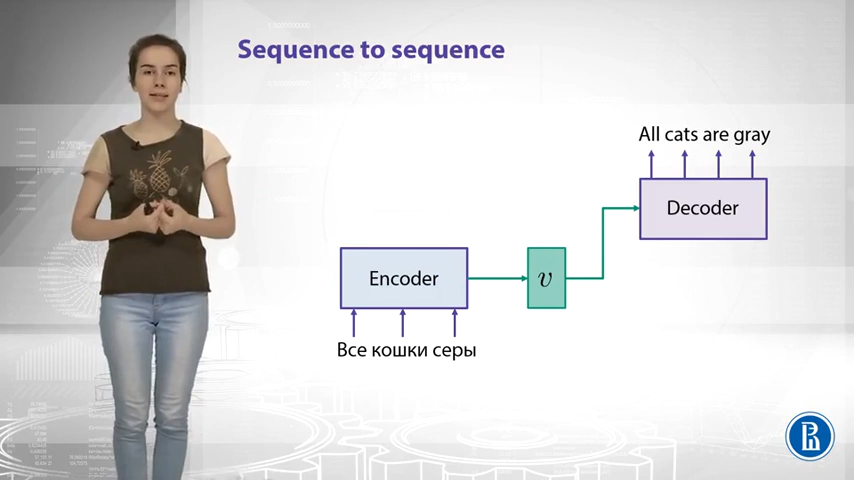 Sequence to sequence
All cats are gray
Decoder
Encoder
v
Все кошки серы